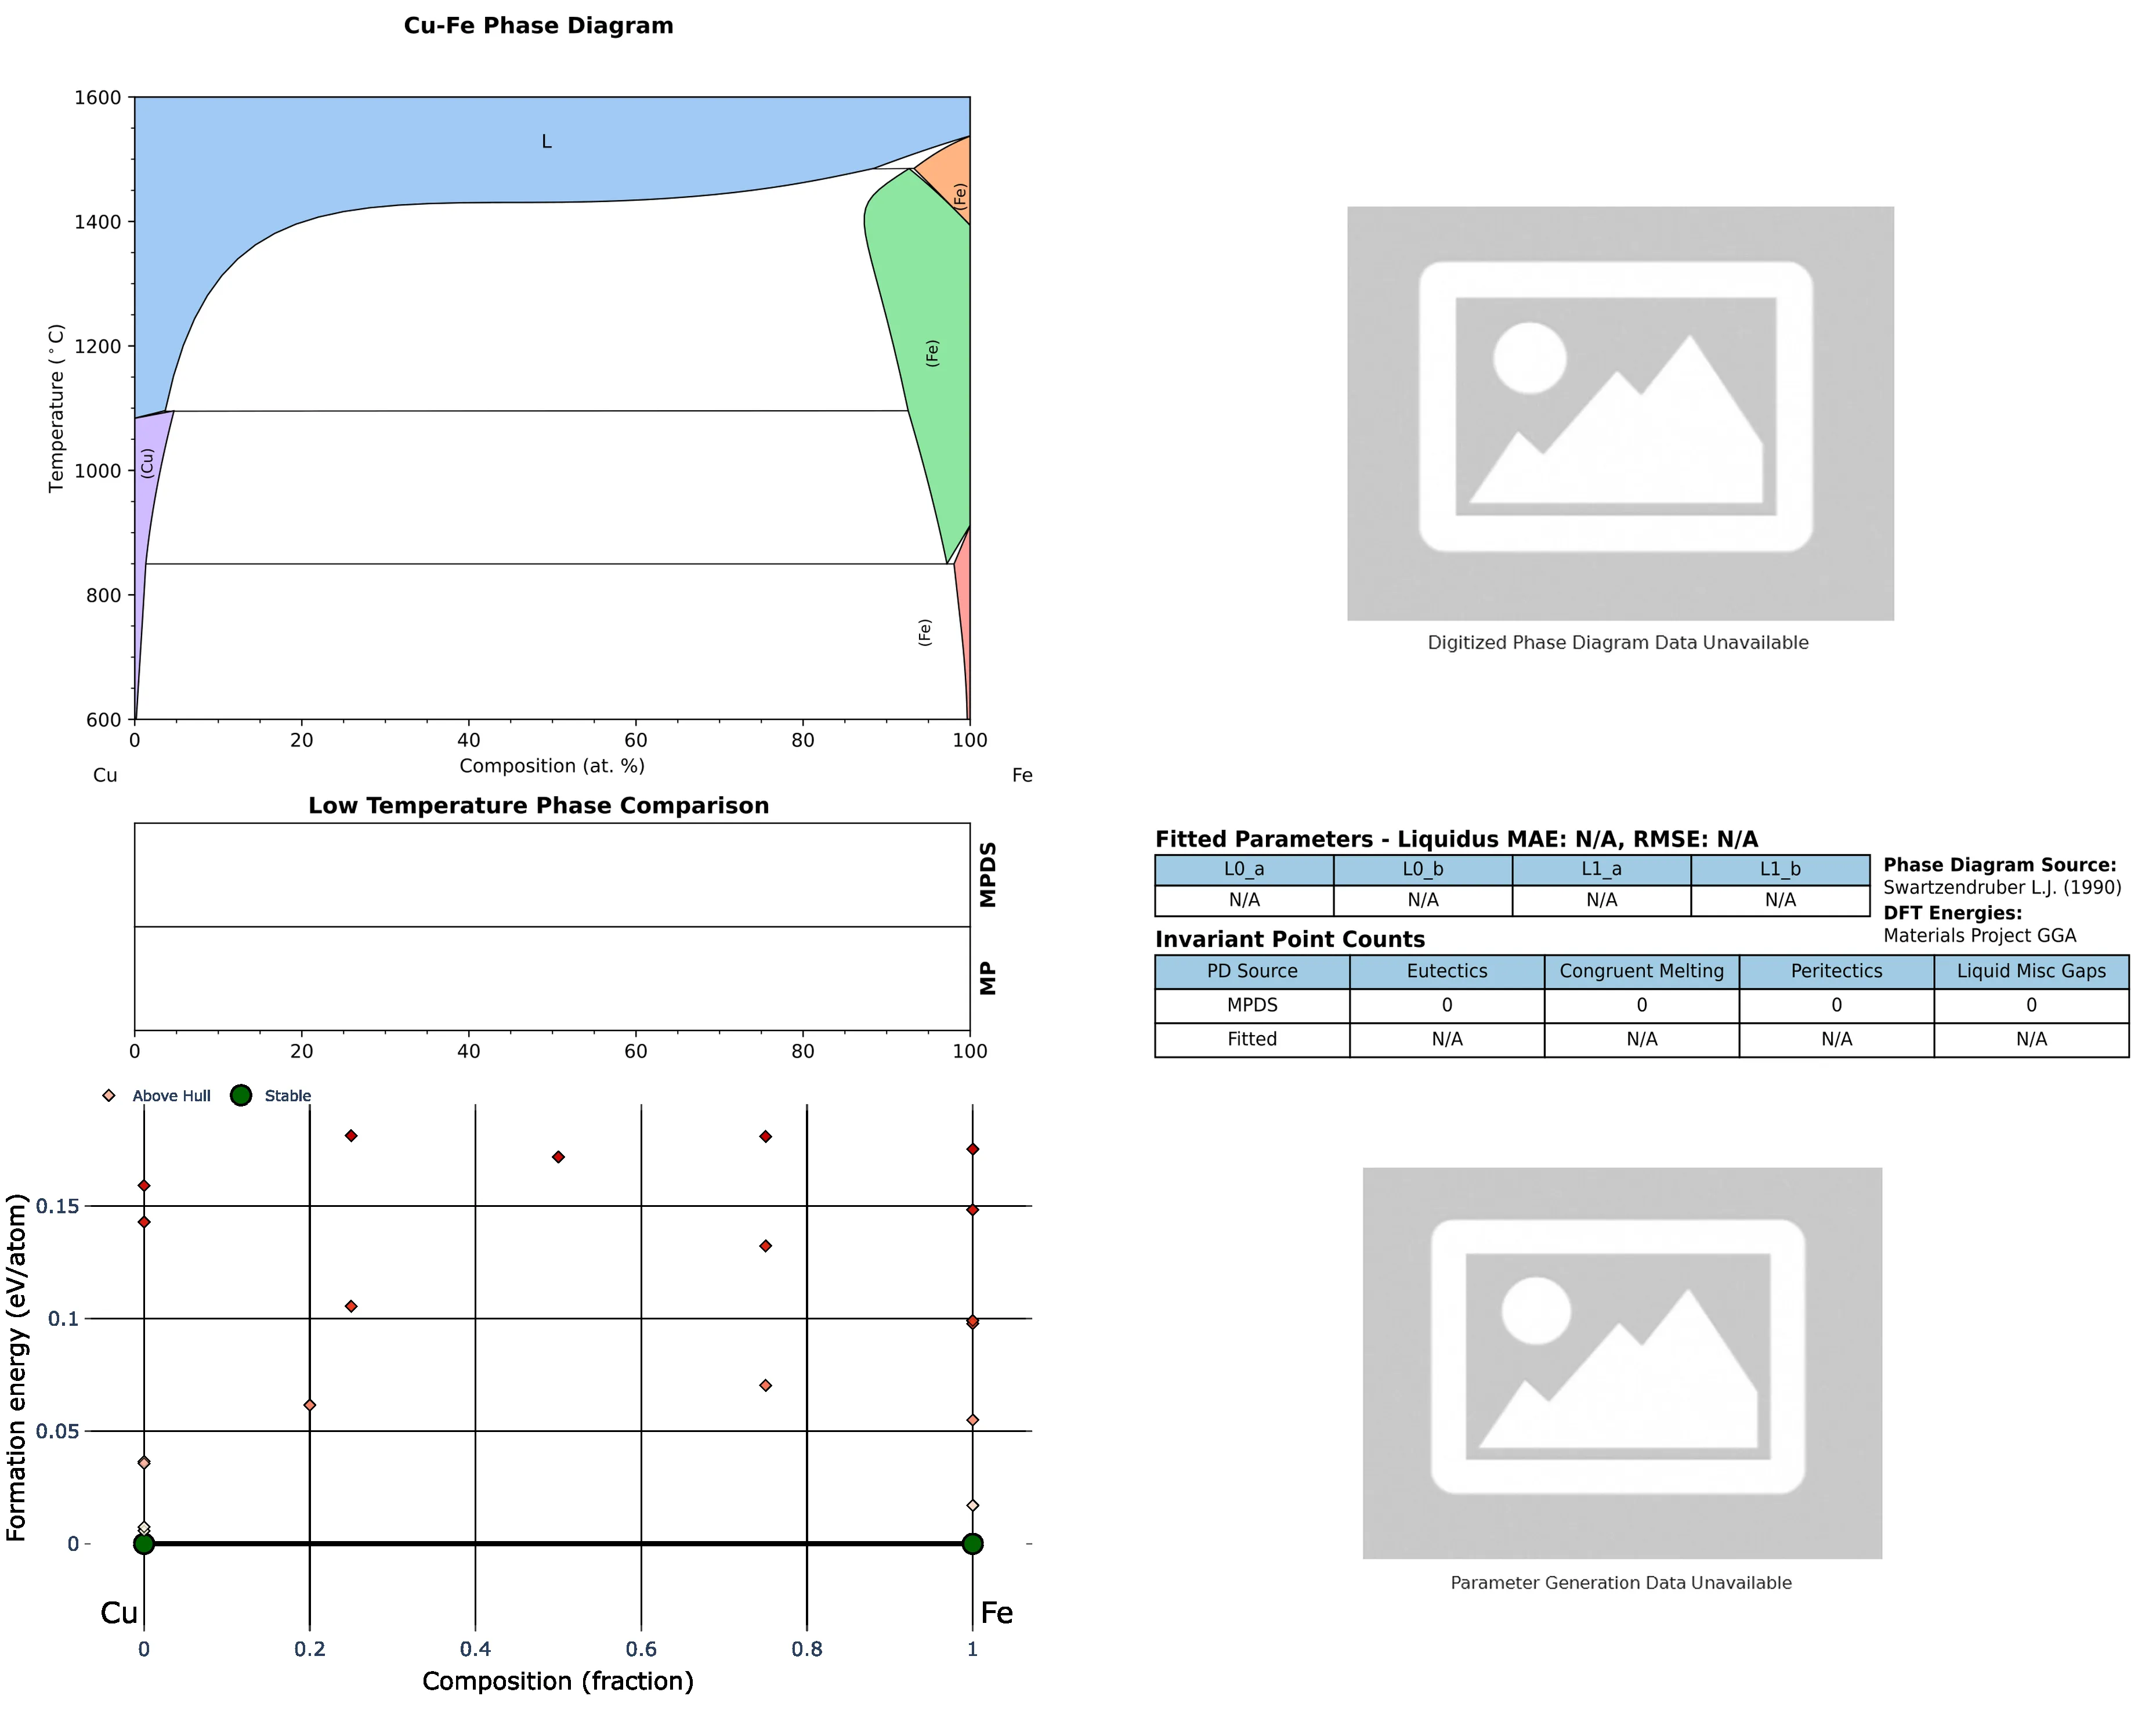 Cu-Fe Phase Diagram
1600
1400
1200
1000
800
600
Temperature (°C)
L
(Fe)
(Fe)
(Cu)
(Fe)
0 20 40 60 80 100
Composition (at. %)
Cu Fe
Digitized Phase Diagram Data Unavailable
Low Temperature Phase Comparison
MPDS
MP
0 20 40 60 80 100
Fitted Parameters - Liquidus MAE: N/A, RMSE: N/A
L0_a L0_b L1_a L1_b
N/A N/A N/A N/A
Phase Diagram Source:
Swartzendruber L.J. (1990)
DFT Energies:
Materials Project GGA
Invariant Point Counts
PD Source Eutectics Congruent Melting Peritectics Liquid Misc Gaps
MPDS 0 0 0 0
Fitted N/A N/A N/A N/A
Above Hull Stable
0.15
0.1
0.05
0
Formation energy (eV/atom)
Cu Fe
0 0.2 0.4 0.6 0.8 1
Composition (fraction)
Parameter Generation Data Unavailable